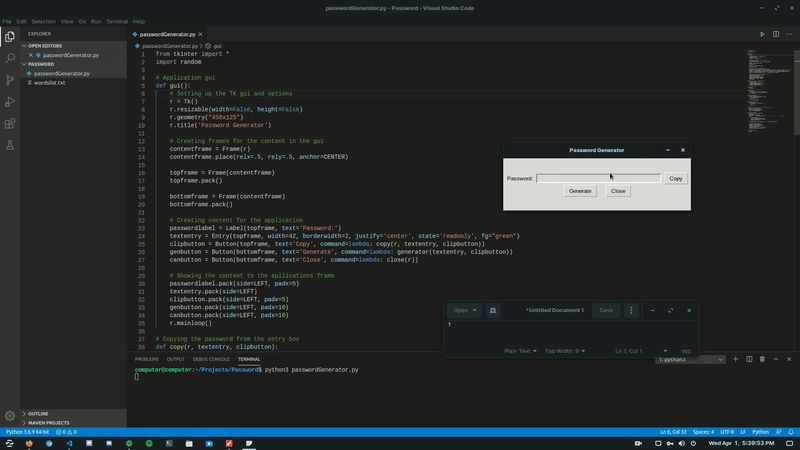 passwordGenerator.py - Password - Visual Studio Code
File Edit Selection View Go Run Terminal Help
EXPLORER
OPEN EDITORS
passwordGenerator.py
PASSWORD
passwordGenerator.py
wordslist.txt
OUTLINE
MAVEN PROJECTS
passwordGenerator.py
passwordGenerator.py > gui
1 from tkinter import *
2 import random
3
4 # Application gui
5 def gui():
6 # Setting up the TK gui and options
7 r = Tk()
8 r.resizable(width=False, height=False)
9 r.geometry("450x125")
10 r.title('Password Generator')
11
12 # Creating frames for the content in the gui
13 contentframe = Frame(r)
14 contentframe.place(relx=.5, rely=.5, anchor=CENTER)
15
16 topframe = Frame(contentframe)
17 topframe.pack()
18
19 bottomframe = Frame(contentframe)
20 bottomframe.pack()
21
22 # Creating content for the application
23 passwordlabel = Label(topframe, text='Password:')
24 textentry = Entry(topframe, width=42, borderwidth=2, justify='center', state='readonly', fg="green")
25 clipbutton = Button(topframe, text='Copy', command=lambda: copy(r, textentry, clipbutton))
26 genbutton = Button(bottomframe, text='Generate', command=lambda: generator(textentry, clipbutton))
27 canbutton = Button(bottomframe, text='Close', command=lambda: close(r))
28
29 # Showing the content to the apllications frame
30 passwordlabel.pack(side=LEFT, padx=5)
31 textentry.pack(side=LEFT)
32 clipbutton.pack(side=LEFT, padx=5)
33 genbutton.pack(side=LEFT, padx=10)
34 canbutton.pack(side=LEFT, padx=10)
35 r.mainloop()
36
37 # Copying the password from the entry box
38 def copy(r, textentry, clipbutton):
Password Generator
Password:
Copy
Generate
Close
Open
*Untitled Document 1
Save
1
Plain Text
Tab Width: 8
Ln 1, Col 1
INS
PROBLEMS OUTPUT DEBUG CONSOLE TERMINAL
1: python3
computer@computer:~/Projects/Password$ python3 passwordGenerator.py
Python 3.6.9 64-bit 0 0
Ln 6, Col 32 Spaces: 4 UTF-8 LF Python
Wed Apr 1, 5:39:53 PM